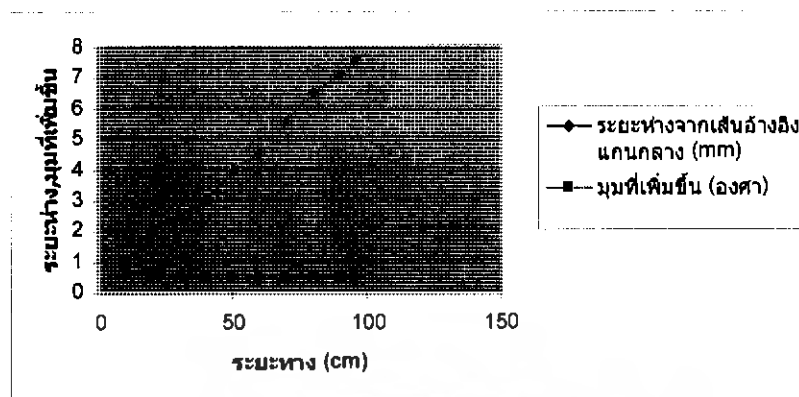 ระยะห่าง,มุมที่เพิ่มขึ้น
8
7
6
5
4
3
2
1
0
0 50 100 150
ระยะทาง (cm)
ระยะห่างจากเส้นอ้างอิง
แกนกลาง (mm)
มุมที่เพิ่มขึ้น (องศา)